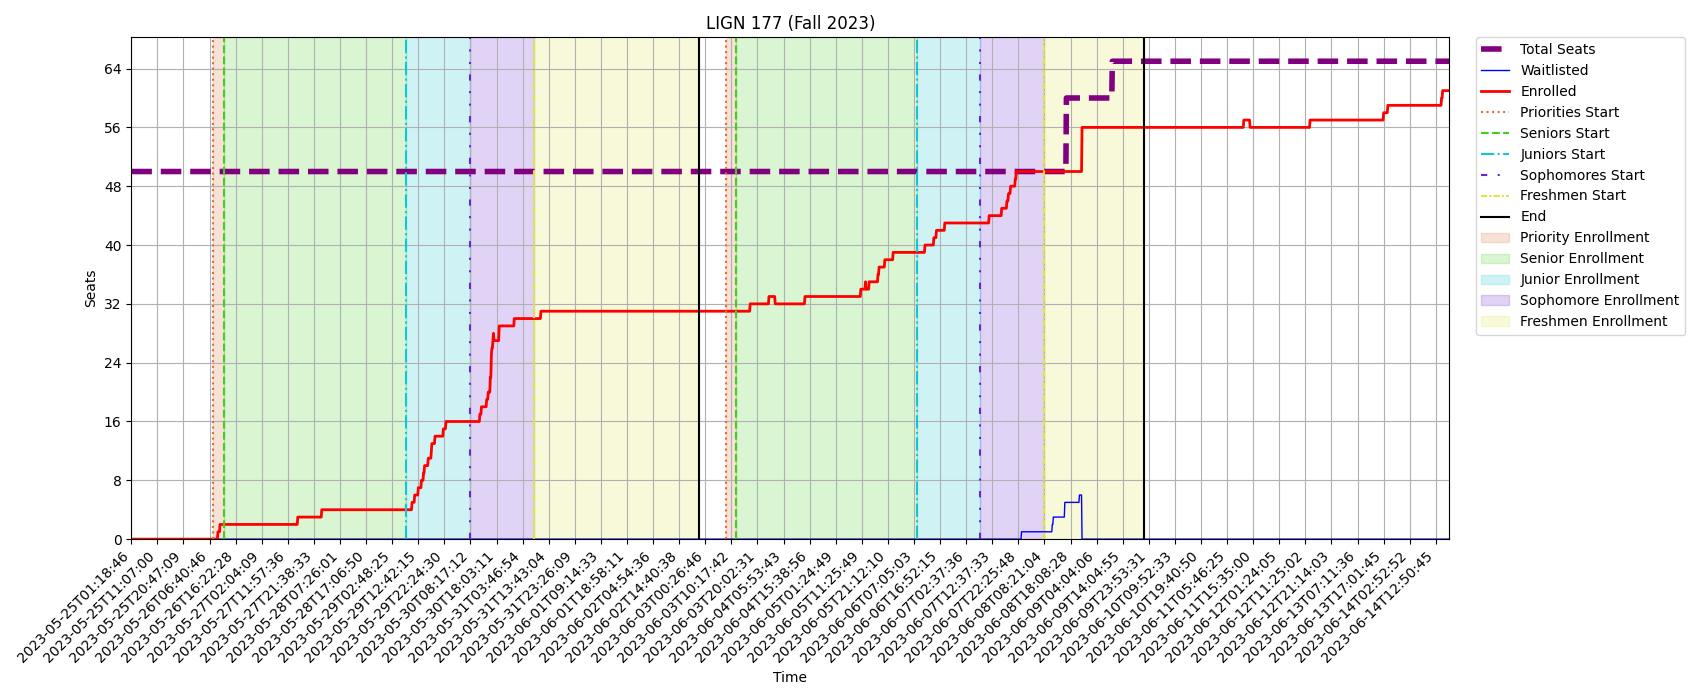 LIGN 177 (Fall 2023)
Seats
64
56
48
40
32
24
16
8
0
2023-05-25T01:18:46
2023-05-25T11:07:00
2023-05-25T20:47:09
2023-05-26T06:40:46
2023-05-26T16:22:28
2023-05-27T02:04:09
2023-05-27T11:57:36
2023-05-27T21:38:33
2023-05-28T07:26:01
2023-05-28T17:06:50
2023-05-29T02:48:25
2023-05-29T12:42:15
2023-05-29T22:24:30
2023-05-30T08:17:12
2023-05-30T18:03:11
2023-05-31T03:46:54
2023-05-31T13:43:04
2023-05-31T23:26:09
2023-06-01T09:14:33
2023-06-01T18:58:11
2023-06-02T04:54:36
2023-06-02T14:40:38
2023-06-03T00:26:46
2023-06-03T10:17:42
2023-06-03T20:02:31
2023-06-04T05:53:43
2023-06-04T15:38:56
2023-06-05T01:24:49
2023-06-05T11:25:49
2023-06-05T21:12:10
2023-06-06T07:05:03
2023-06-06T16:52:15
2023-06-07T02:37:36
2023-06-07T12:37:33
2023-06-07T22:25:48
2023-06-08T08:21:04
2023-06-08T18:08:28
2023-06-09T04:04:06
2023-06-09T14:04:55
2023-06-09T23:53:31
2023-06-10T09:52:33
2023-06-10T19:40:50
2023-06-11T05:46:25
2023-06-11T15:35:00
2023-06-12T01:24:05
2023-06-12T11:25:02
2023-06-12T21:14:03
2023-06-13T07:11:36
2023-06-13T17:01:45
2023-06-14T02:52:52
2023-06-14T12:50:45
Time
Total Seats
Waitlisted
Enrolled
Priorities Start
Seniors Start
Juniors Start
Sophomores Start
Freshmen Start
End
Priority Enrollment
Senior Enrollment
Junior Enrollment
Sophomore Enrollment
Freshmen Enrollment